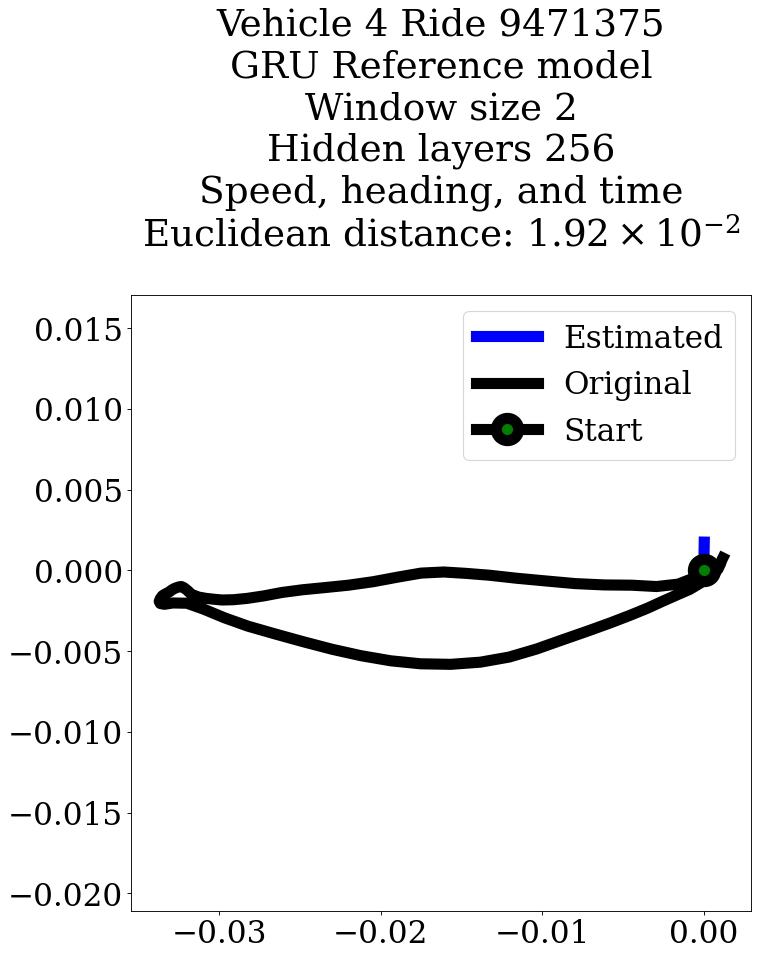 Vehicle 4 Ride 9471375
GRU Reference model
Window size 2
Hidden layers 256
Speed, heading, and time
Euclidean distance: 1.92 × 10⁻²
Estimated
Original
Start
0.015
0.010
0.005
0.000
−0.005
−0.010
−0.015
−0.020
−0.03 −0.02 −0.01 0.00